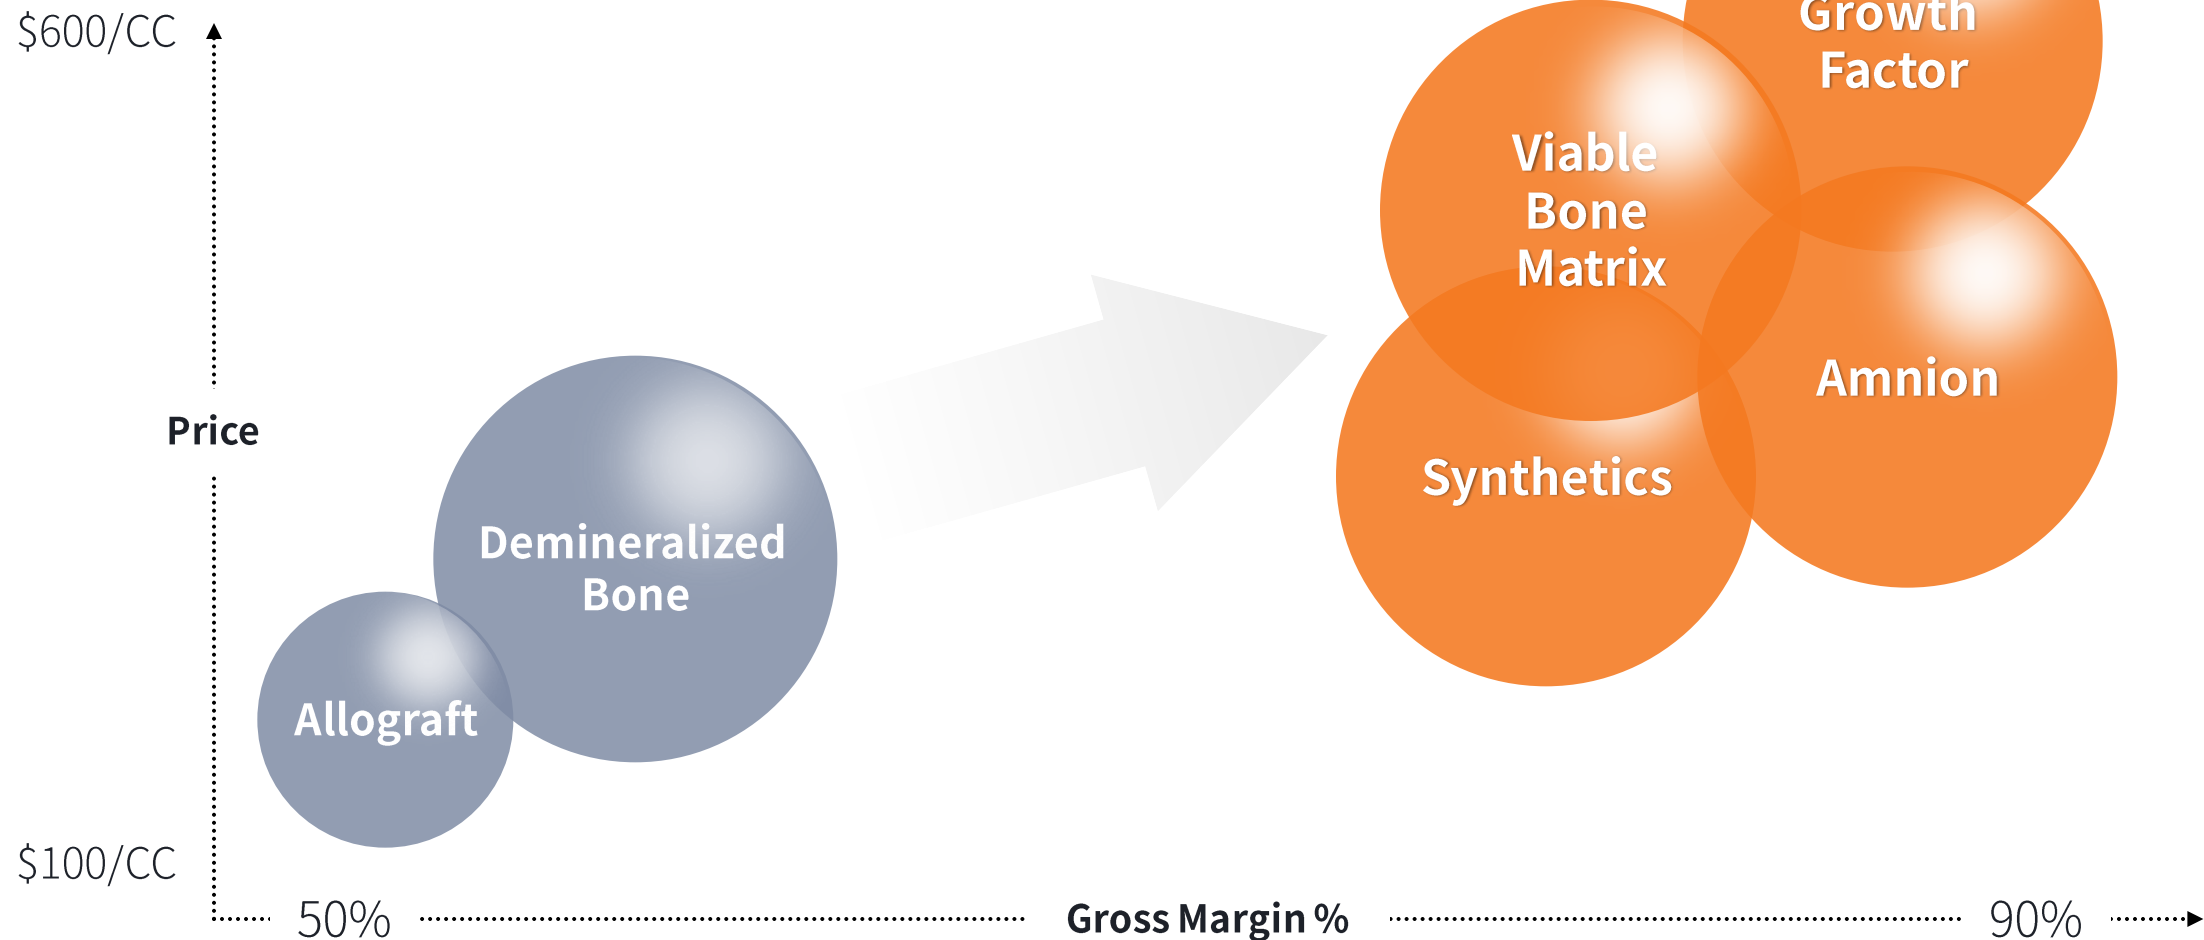 $600/CC
Growth
Factor
Viable
Bone
Matrix
Amnion
Price
Synthetics
Demineralized
Bone
Allograft
$100/CC
50%
Gross Margin %
90%